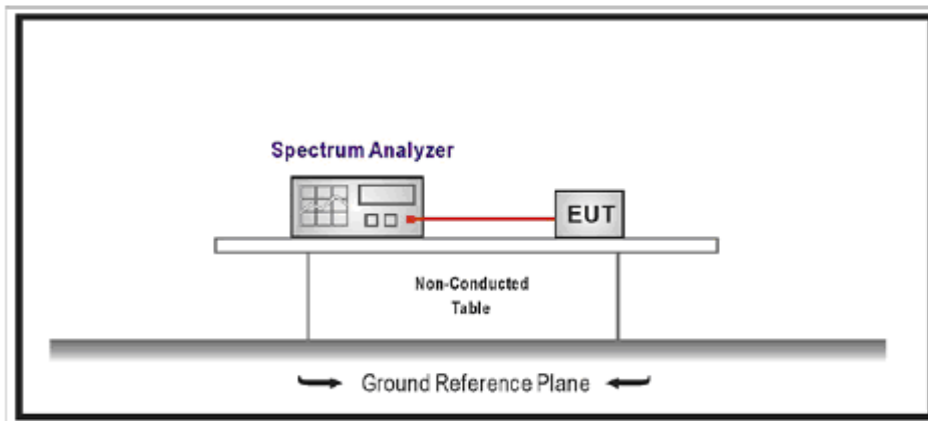 Spectrum Analyzer
EUT
Non-Conducted
Table
Ground Reference Plane